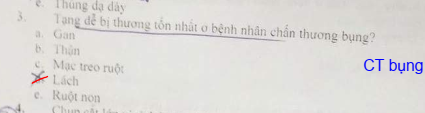 e. Thủng dạ dày
3. Tạng dễ bị thương tổn nhất ở bệnh nhân chấn thương bụng?
a. Gan
b. Thận
c. Mạc treo ruột
CT bụng
d. Lách
e. Ruột non
4.